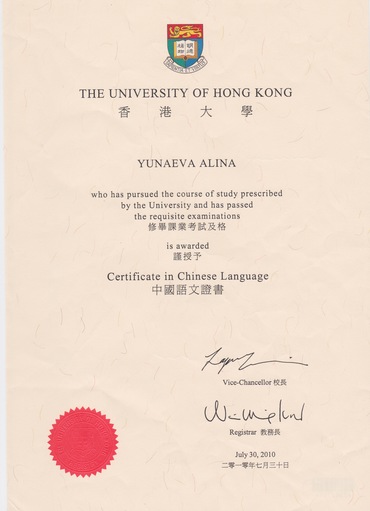 THE UNIVERSITY OF HONG KONG
香港大學
YUNAEVA ALINA
who has pursued the course of study prescribed
by the University and has passed
the requisite examinations
修畢課業考試及格
is awarded
謹授予
Certificate in Chinese Language
中國語文證書
Vice-Chancellor 校長
Registrar 教務長
July 30, 2010
二零一零年七月三十日